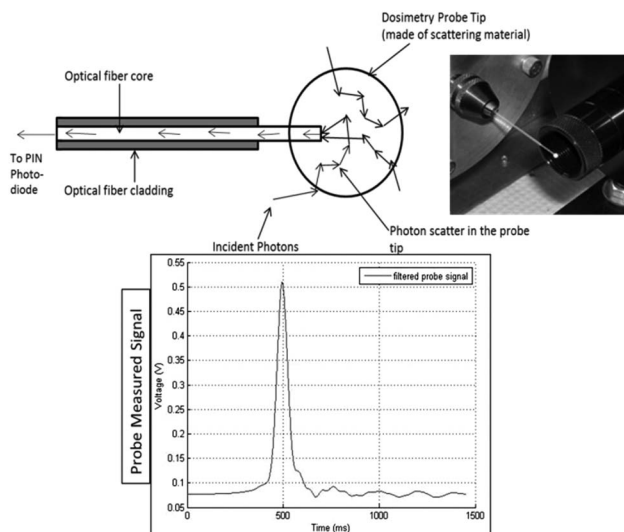 Dosimetry Probe Tip
(made of scattering material)
Optical fiber core
To PIN
Photo-
diode
Optical fiber cladding
Incident Photons
Photon scatter in the probe
tip
Probe Measured Signal
filtered probe signal
0.55
0.5
0.45
0.4
0.35
0.3
0.25
0.2
0.15
0.1
0.05
Voltage (V)
0
500
1000
1500
Time (ms)